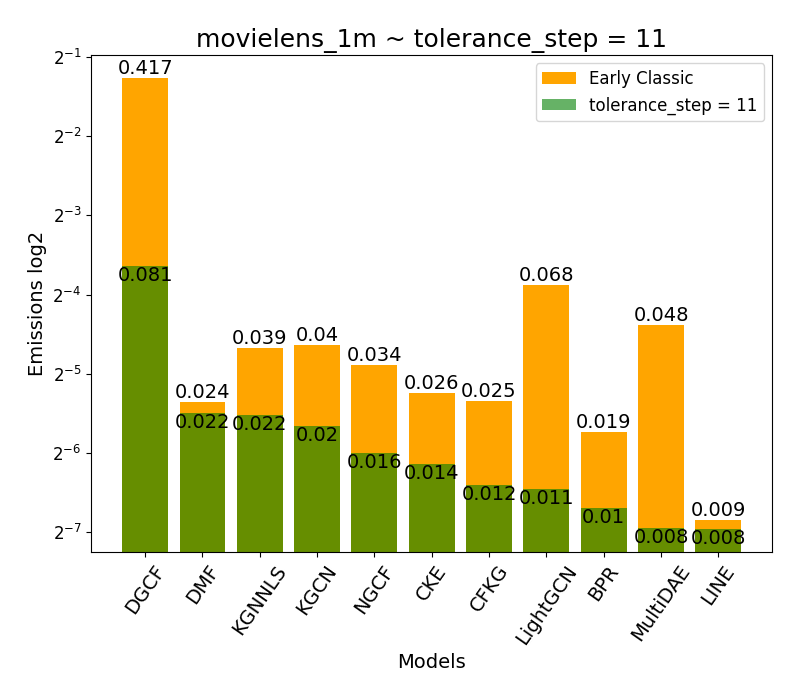 movielens_1m ~ tolerance_step = 11
Early Classic
tolerance_step = 11
Emissions log2
2^-1
2^-2
2^-3
2^-4
2^-5
2^-6
2^-7
0.417
0.024
0.039
0.04
0.034
0.026
0.025
0.068
0.019
0.048
0.009
0.081
0.022
0.022
0.02
0.016
0.014
0.012
0.011
0.01
0.008
0.008
DGCF
DMF
KGNNLS
KGCN
NGCF
CKE
CFKG
LightGCN
BPR
MultiDAE
LINE
Models